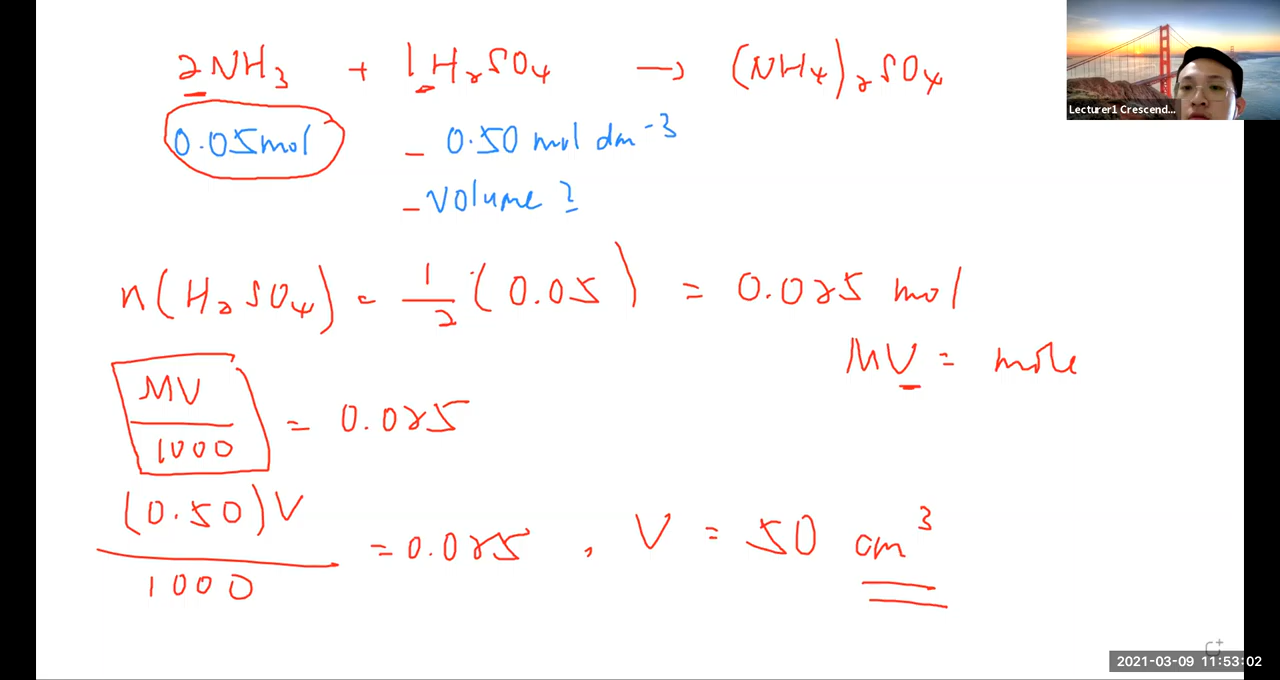 2NH₃ + 1H₂SO₄ → (NH₄)₂SO₄
0.05mol - 0.50 mol dm⁻³
- Volume ?
n(H₂SO₄) = 1/2 (0.05) = 0.025 mol
MV = mole
MV/1000 = 0.025
(0.50)V/1000 = 0.025 , V = 50 cm³
Lecturer1 Crescend...
2021-03-09 11:53:02